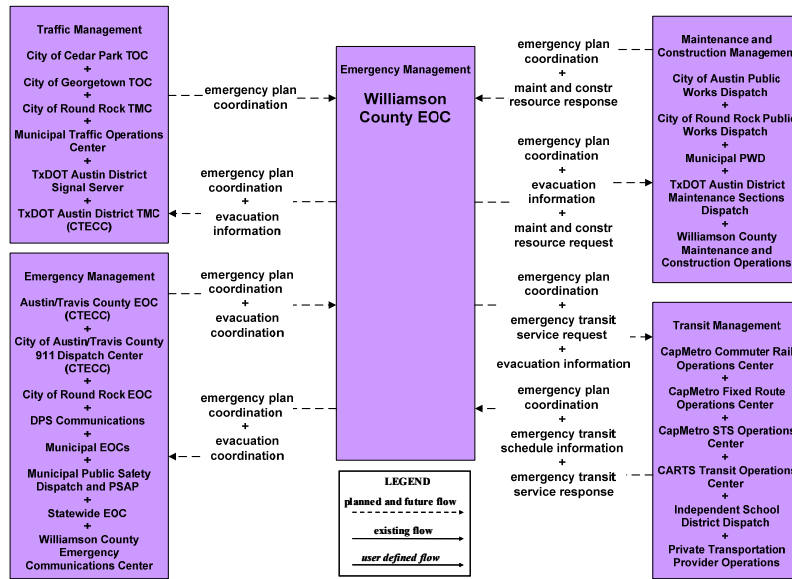 Traffic Management
City of Cedar Park TOC
+
City of Georgetown TOC
+
City of Round Rock TMC
+
Municipal Traffic Operations
Center
+
TxDOT Austin District
Signal Server
+
TxDOT Austin District TMC
(CTECC)
emergency plan
coordination
emergency plan
coordination
+
evacuation
information
Emergency Management
Austin/Travis County EOC
(CTECC)
+
City of Austin/Travis County
911 Dispatch Center
(CTECC)
+
City of Round Rock EOC
+
DPS Communications
+
Municipal EOCs
+
Municipal Public Safety
Dispatch and PSAP
+
Statewide EOC
+
Williamson County
Emergency
Communications Center
emergency plan
coordination
+
evacuation
coordination
emergency plan
coordination
+
evacuation
coordination
Emergency Management
Williamson
County EOC
LEGEND
planned and future flow
existing flow
user defined flow
emergency plan
coordination
+
maint and constr
resource response
emergency plan
coordination
+
evacuation
information
+
maint and constr
resource request
Maintenance and
Construction Management
City of Austin Public
Works Dispatch
+
City of Round Rock Public
Works Dispatch
+
Municipal PWD
+
TxDOT Austin District
Maintenance Sections
Dispatch
+
Williamson County
Maintenance and
Construction Operations
emergency plan
coordination
+
emergency transit
service request
+
evacuation information
emergency plan
coordination
+
emergency transit
schedule information
+
emergency transit
service response
Transit Management
CapMetro Commuter Rail
Operations Center
+
CapMetro Fixed Route
Operations Center
+
CapMetro STS Operations
Center
+
CARTS Transit Operations
Center
+
Independent School
District Dispatch
+
Private Transportation
Provider Operations